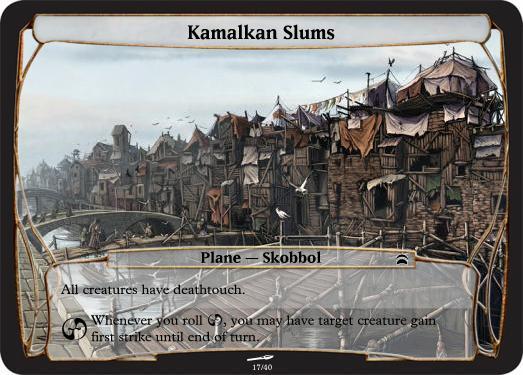 Kamalkan Slums
Plane — Skobbol
All creatures have deathtouch.
Whenever you roll , you may have target creature gain
first strike until end of turn.
17/40